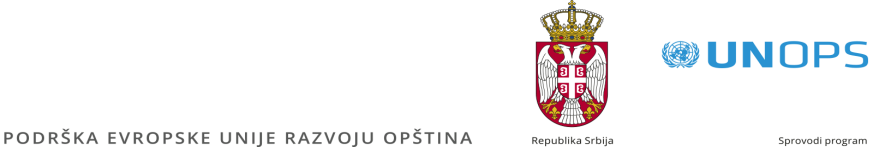 UNOPS
PODRŠKA EVROPSKE UNIJE RAZVOJU OPŠTINA
Republika Srbija
Sprovodi program